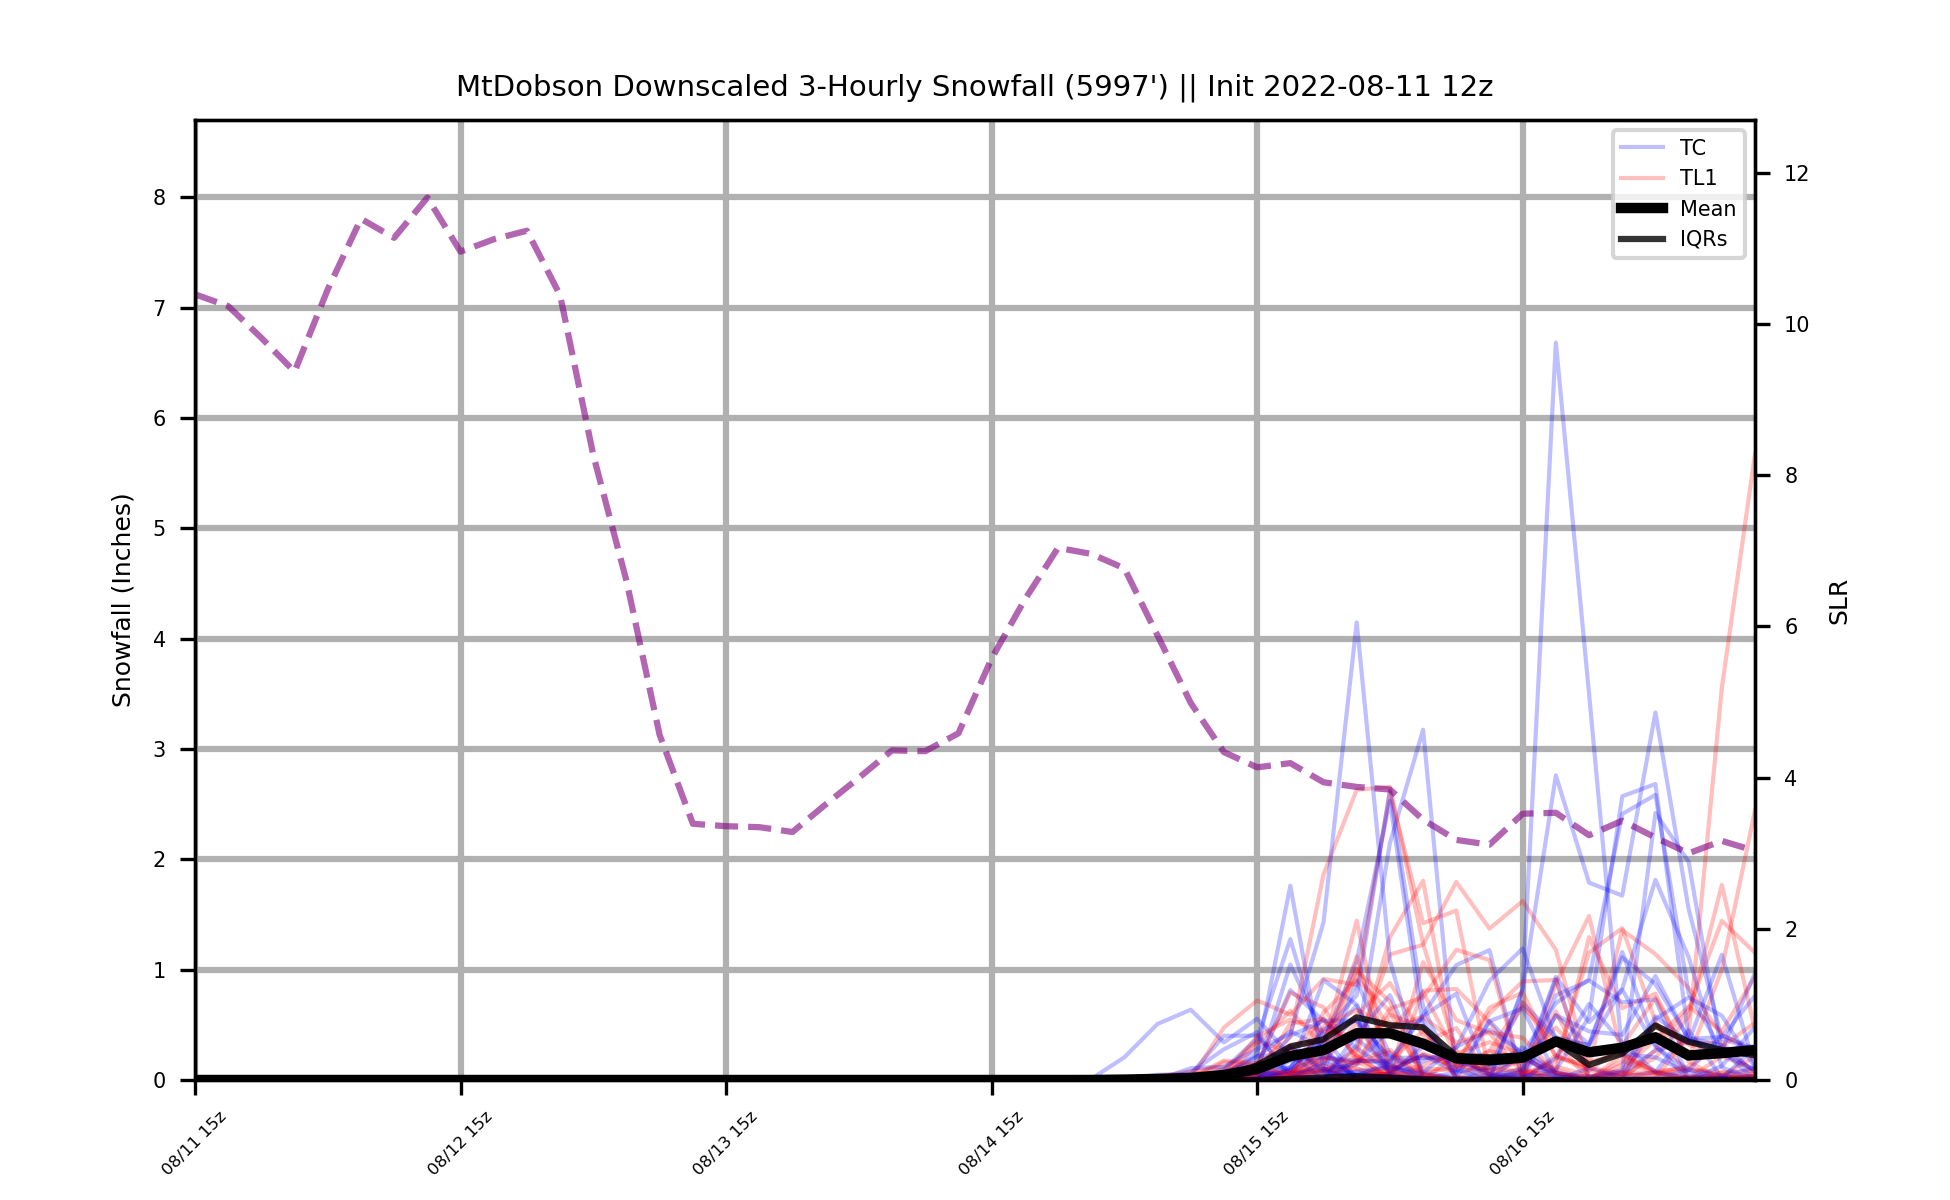 MtDobson Downscaled 3-Hourly Snowfall (5997') || Init 2022-08-11 12z
TC
TL1
Mean
IQRs
Snowfall (Inches)
8
7
6
5
4
3
2
1
0
SLR
12
10
8
6
4
2
0
08/11 15z
08/12 15z
08/13 15z
08/14 15z
08/15 15z
08/16 15z